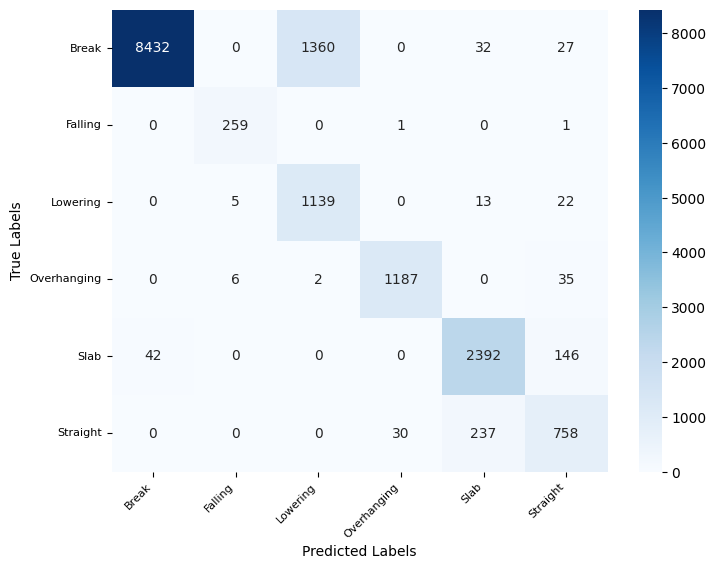 True Labels
Break 8432 0 1360 0 32 27
Falling 0 259 0 1 0 1
Lowering 0 5 1139 0 13 22
Overhanging 0 6 2 1187 0 35
Slab 42 0 0 0 2392 146
Straight 0 0 0 30 237 758
Break Falling Lowering Overhanging Slab Straight
Predicted Labels
8000
7000
6000
5000
4000
3000
2000
1000
0